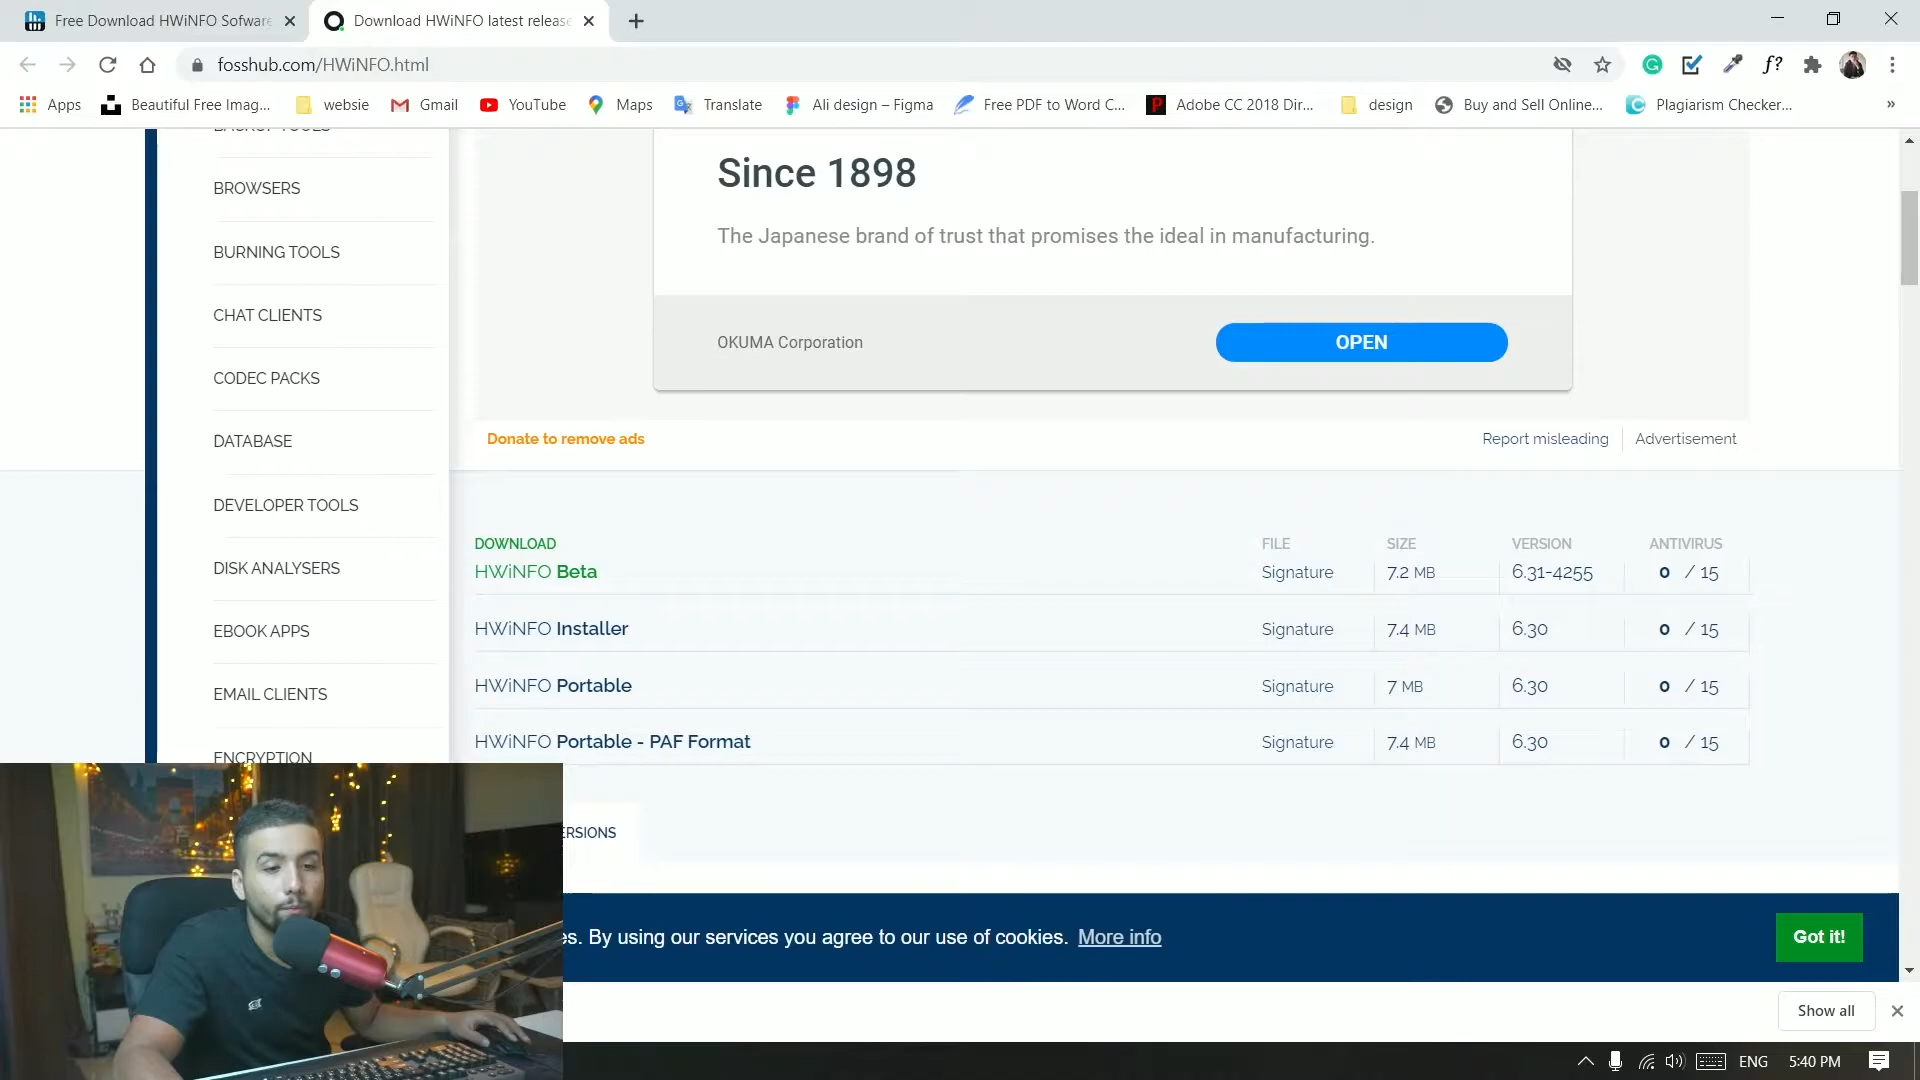 Free Download HWiNFO Sofware
Download HWiNFO latest release
fosshub.com/HWiNFO.html
f?
Apps
Beautiful Free Imag...
websie
Gmail
YouTube
Maps
Translate
Ali design – Figma
Free PDF to Word C...
Adobe CC 2018 Dir...
design
Buy and Sell Online...
Plagiarism Checker...
»
BACKUP TOOLS
BROWSERS
BURNING TOOLS
CHAT CLIENTS
CODEC PACKS
DATABASE
DEVELOPER TOOLS
DISK ANALYSERS
EBOOK APPS
EMAIL CLIENTS
ENCRYPTION
Since 1898
The Japanese brand of trust that promises the ideal in manufacturing.
OKUMA Corporation
OPEN
Donate to remove ads
Report misleading
Advertisement
DOWNLOAD FILE SIZE VERSION ANTIVIRUS
HWiNFO Beta Signature 7.2 MB 6.31-4255 0 / 15
HWiNFO Installer Signature 7.4 MB 6.30 0 / 15
HWiNFO Portable Signature 7 MB 6.30 0 / 15
HWiNFO Portable - PAF Format Signature 7.4 MB 6.30 0 / 15
ERSIONS
es. By using our services you agree to our use of cookies. More info
Got it!
Show all
ENG
5:40 PM